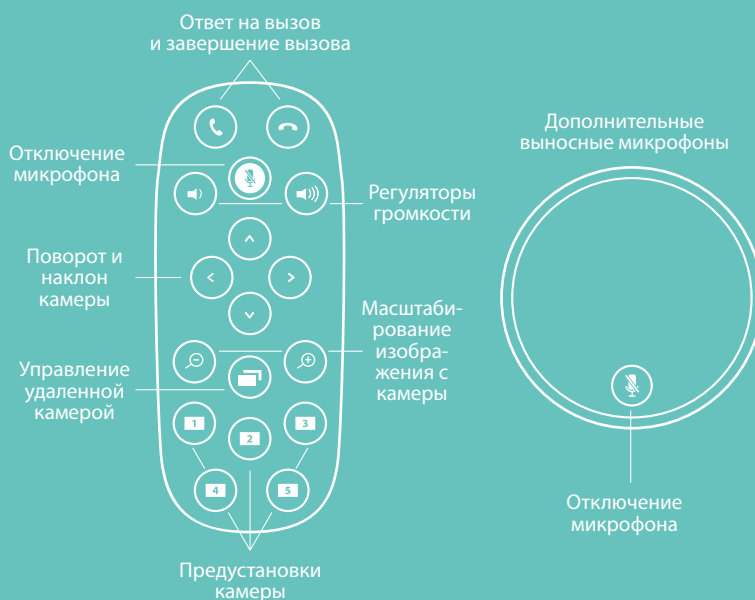 Ответ на вызов
и завершение вызова
Отключение
микрофона
Регуляторы
громкости
Поворот и
наклон
камеры
Масштаби-
рование
изобра-
жения с
камеры
Управление
удаленной
камерой
1
2
3
4
5
Предустановки
камеры
Дополнительные
выносные микрофоны
Отключение
микрофона